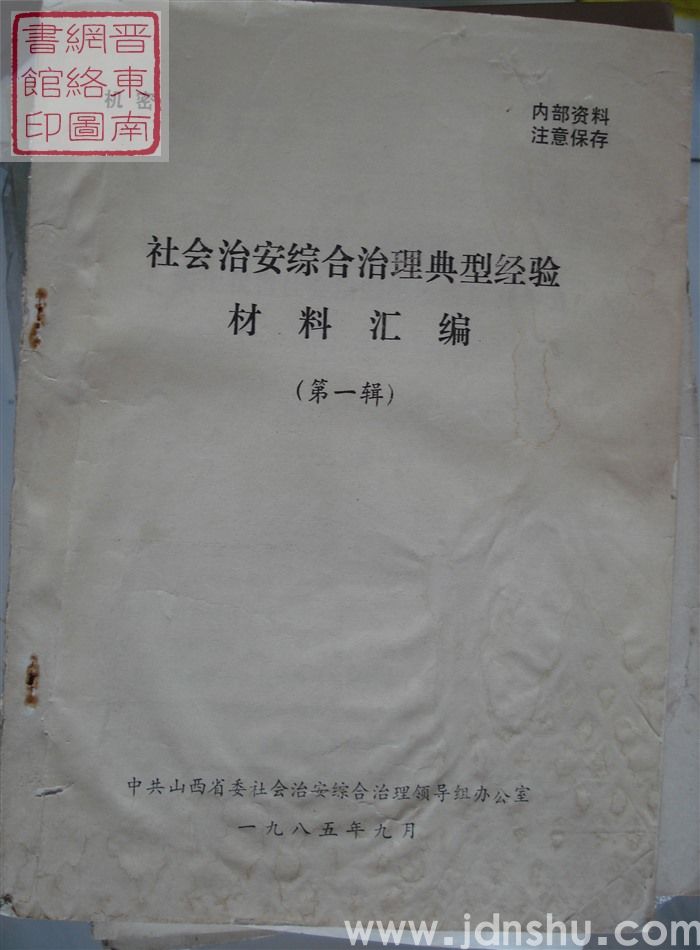 晋東南
網絡圖
書館印
机密
内部资料
注意保存
社会治安综合治理典型经验
材料汇编
(第一辑)
中共山西省委社会治安综合治理领导组办公室
一九八五年九月
www.jdnshu.com